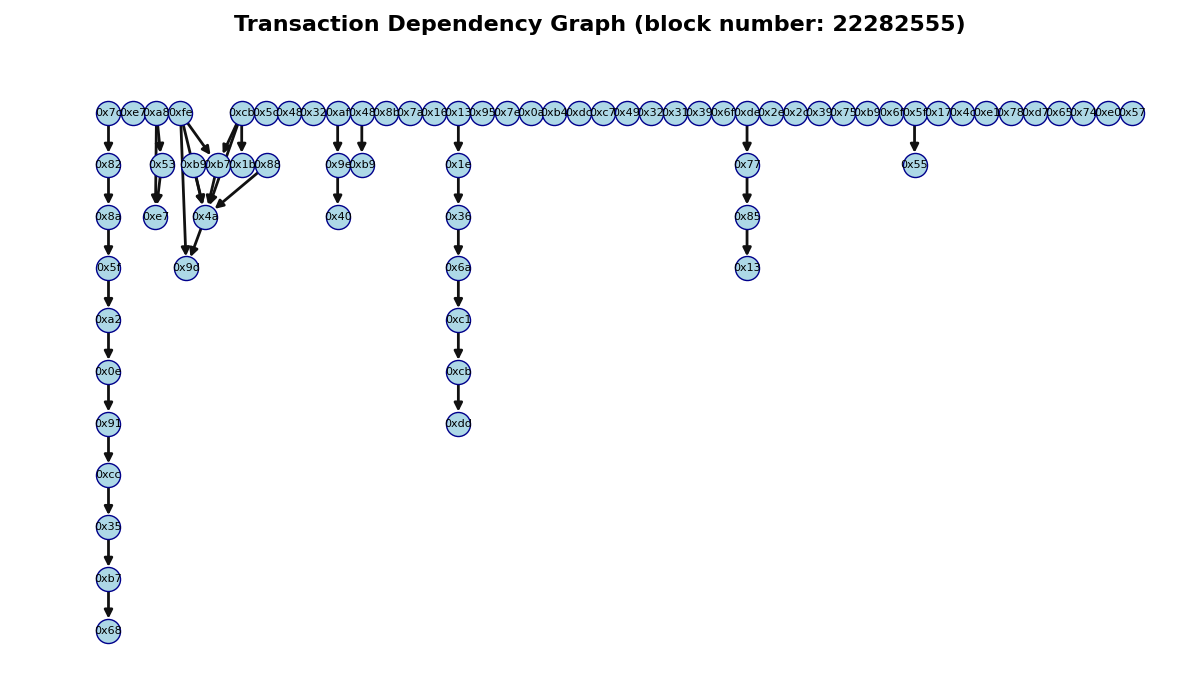 Transaction Dependency Graph (block number: 22282555)
0x7c 0xe7 0xa8 0xfe 0xcb 0x5c 0x48 0x32 0xaf 0x48 0x8b 0x7a 0x16 0x13 0x95 0x7e 0x0a 0xb4 0xdc 0xc7 0x49 0x32 0x31 0x39 0x6f 0xde 0x2e 0x2c 0x39 0x75 0xb9 0x6f 0x5f 0x17 0x4c 0xe1 0x78 0xd7 0x65 0x74 0xe0 0x57
0x82 0x53 0xb9 0xb7 0x1b 0x88 0x9e 0xb9 0x1e 0x77 0x55
0x8a 0xe7 0x4a 0x40 0x36 0x85
0x5f 0x9d 0x6a 0x13
0xa2 0xc1
0x0e 0xcb
0x91 0xdd
0xcc
0x35
0xb7
0x68